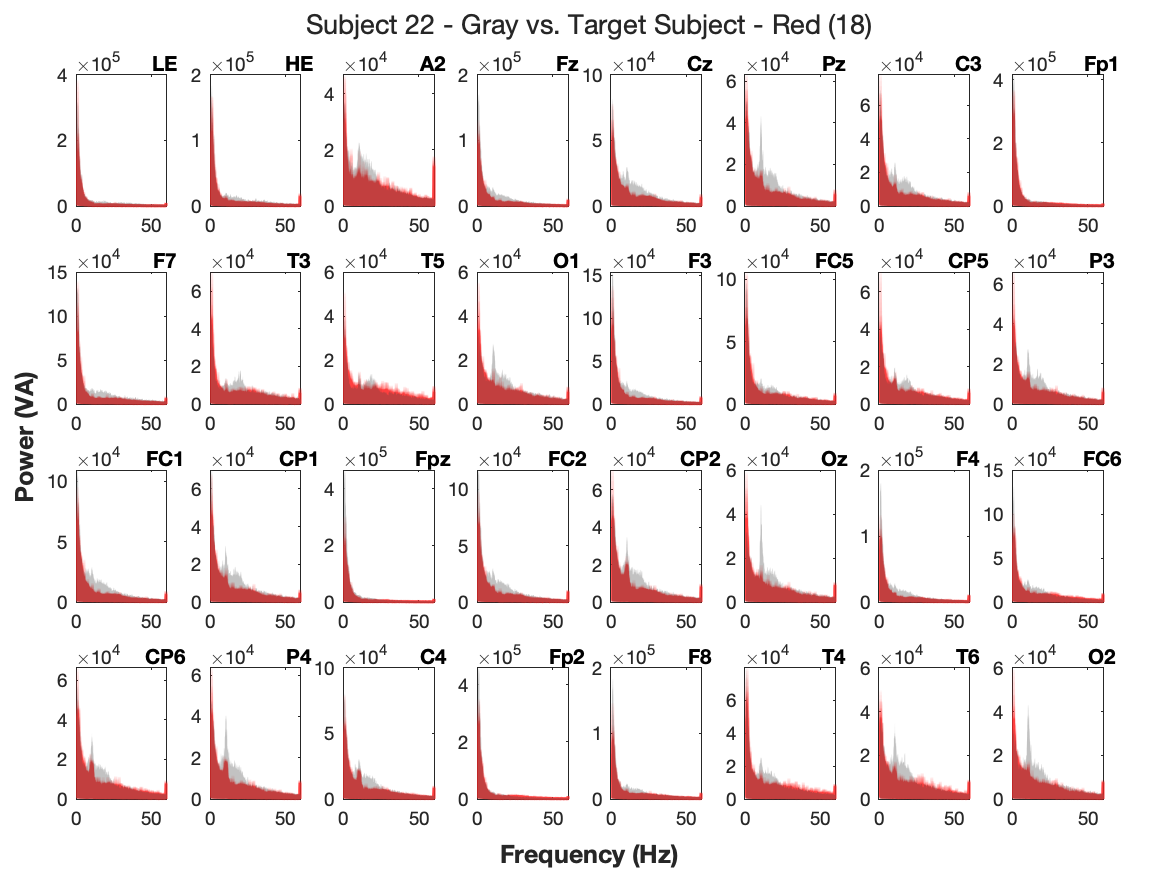 Subject 22 - Gray vs. Target Subject - Red (18)
×10^5 LE ×10^5 HE ×10^4 A2 ×10^5 Fz ×10^4 Cz ×10^4 Pz ×10^4 C3 ×10^5 Fp1
4 2 4 2 10 6 6 4
2 1 2 1 5 4 4 2
2 2
0 0 0 0 0 0 0 0
0 50 0 50 0 50 0 50 0 50 0 50 0 50 0 50
×10^4 F7 ×10^4 T3 ×10^4 T5 ×10^4 O1 ×10^4 F3 ×10^4 FC5 ×10^4 CP5 ×10^4 P3
15 6 6 6 15 10 6 6
10 4 4 4 10 5 4 4
5 2 2 2 5 2 2
0 0 0 0 0 0 0 0
0 50 0 50 0 50 0 50 0 50 0 50 0 50 0 50
Power (VA)
×10^4 FC1 ×10^4 CP1 ×10^5 Fpz ×10^4 FC2 ×10^4 CP2 ×10^4 Oz ×10^5 F4 ×10^4 FC6
10 6 4 10 6 6 2 15
5 4 2 5 4 4 1 10
2 2 2 5
0 0 0 0 0 0 0 0
0 50 0 50 0 50 0 50 0 50 0 50 0 50 0 50
×10^4 CP6 ×10^4 P4 ×10^4 C4 ×10^5 Fp2 ×10^5 F8 ×10^4 T4 ×10^4 T6 ×10^4 O2
6 6 10 4 2 6 6 6
4 4 5 2 1 4 4 4
2 2 2 2 2
0 0 0 0 0 0 0 0
0 50 0 50 0 50 0 50 0 50 0 50 0 50 0 50
Frequency (Hz)